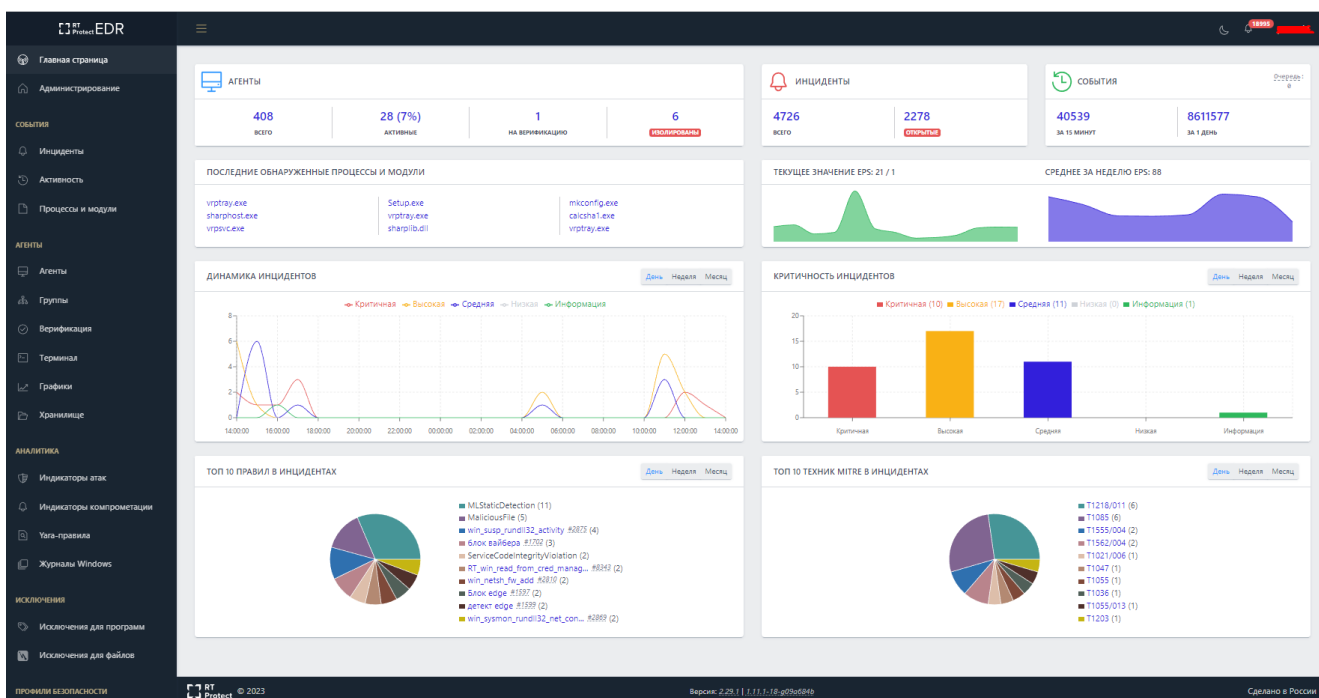 RT Protect EDR
18995
Главная страница
Администрирование
СОБЫТИЯ
Инциденты
Активность
Процессы и модули
АГЕНТЫ
Агенты
Группы
Верификация
Терминал
Графики
Хранилище
АНАЛИТИКА
Индикаторы атак
Индикаторы компрометации
Yara-правила
Журналы Windows
ИСКЛЮЧЕНИЯ
Исключения для программ
Исключения для файлов
ПРОФИЛИ БЕЗОПАСНОСТИ
АГЕНТЫ
408 28 (7%) 1 6
ВСЕГО АКТИВНЫЕ НА ВЕРИФИКАЦИЮ ИЗОЛИРОВАНЫ
ИНЦИДЕНТЫ
4726 2278
ВСЕГО ОТКРЫТЫЕ
СОБЫТИЯ
Очередь:
0
40539 8611577
ЗА 15 МИНУТ ЗА 1 ДЕНЬ
ПОСЛЕДНИЕ ОБНАРУЖЕННЫЕ ПРОЦЕССЫ И МОДУЛИ
vrptray.exe Setup.exe mkconfig.exe
sharphost.exe vrptray.exe calcsha1.exe
vrpsvc.exe sharplib.dll vrptray.exe
ТЕКУЩЕЕ ЗНАЧЕНИЕ EPS: 21 / 1 СРЕДНЕЕ ЗА НЕДЕЛЮ EPS: 88
ДИНАМИКА ИНЦИДЕНТОВ День Неделя Месяц
Критичная Высокая Средняя Низкая Информация
8
6
4
2
0
14:00:00 16:00:00 18:00:00 20:00:00 22:00:00 00:00:00 02:00:00 04:00:00 06:00:00 08:00:00 10:00:00 12:00:00 14:00:00
КРИТИЧНОСТЬ ИНЦИДЕНТОВ День Неделя Месяц
Критичная (10) Высокая (17) Средняя (11) Низкая (0) Информация (1)
20
15
10
5
0
Критичная Высокая Средняя Низкая Информация
ТОП 10 ПРАВИЛ В ИНЦИДЕНТАХ День Неделя Месяц
MLStaticDetection (11)
MaliciousFile (5)
win_susp_rundll32_activity #2875 (4)
блок вайбера #1702 (3)
ServiceCodeIntegrityViolation (2)
RT_win_read_from_cred_manag... #8343 (2)
win_netsh_fw_add #2810 (2)
Блок edge #1597 (2)
детект edge #1599 (2)
win_sysmon_rundll32_net_con... #2869 (2)
ТОП 10 ТЕХНИК MITRE В ИНЦИДЕНТАХ День Неделя Месяц
T1218/011 (6)
T1085 (6)
T1555/004 (2)
T1562/004 (2)
T1021/006 (1)
T1047 (1)
T1055 (1)
T1036 (1)
T1055/013 (1)
T1203 (1)
RT Protect © 2023
Версия: 2.29.1 | 1.11.1-18-g09a684b
Сделано в России